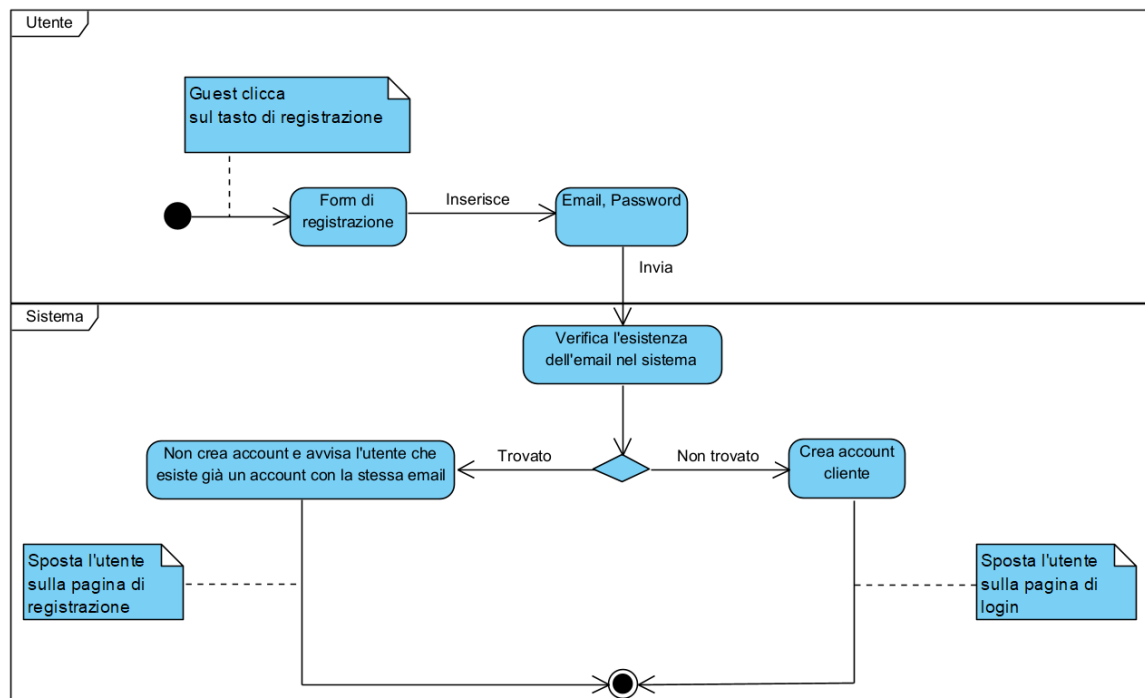 Utente
Guest clicca
sul tasto di registrazione
Form di
registrazione
Inserisce
Email, Password
Invia
Sistema
Verifica l'esistenza
dell'email nel sistema
Non crea account e avvisa l'utente che
esiste già un account con la stessa email
Trovato
Non trovato
Crea account
cliente
Sposta l'utente
sulla pagina di
registrazione
Sposta l'utente
sulla pagina di
login